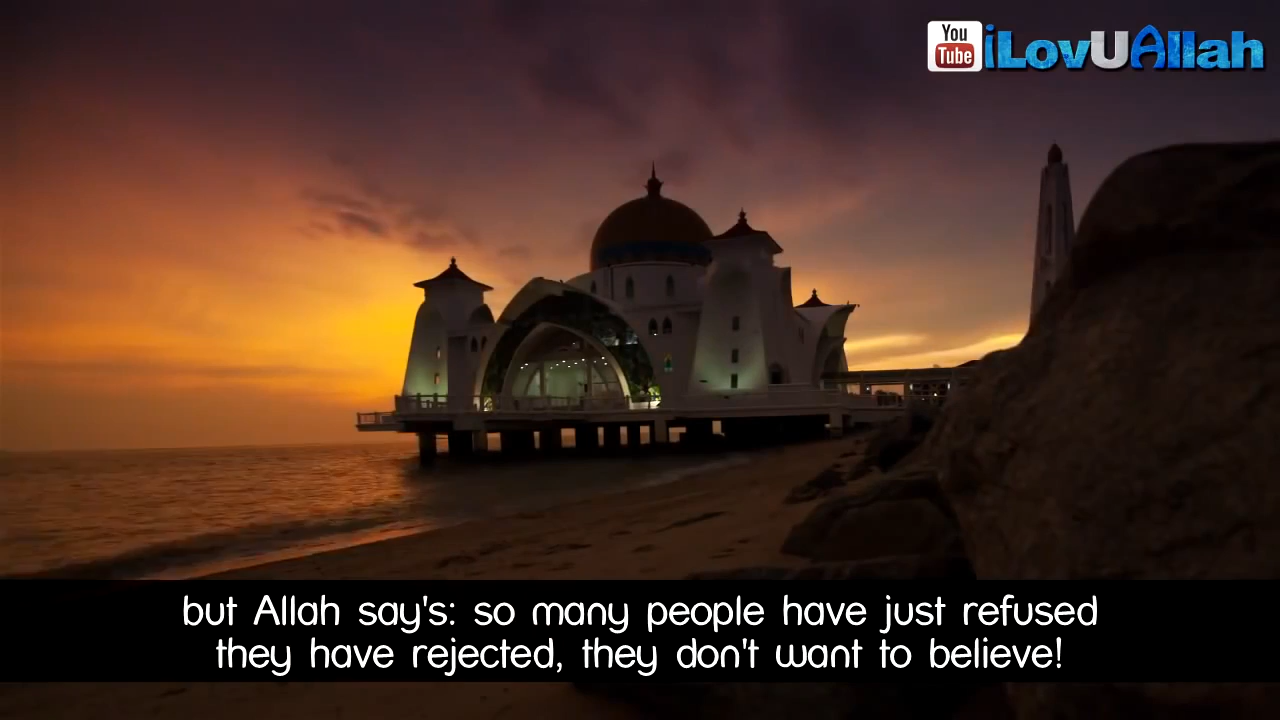 You
Tube
iLovUAllah
but Allah say's: so many people have just refused
they have rejected, they don't want to believe!